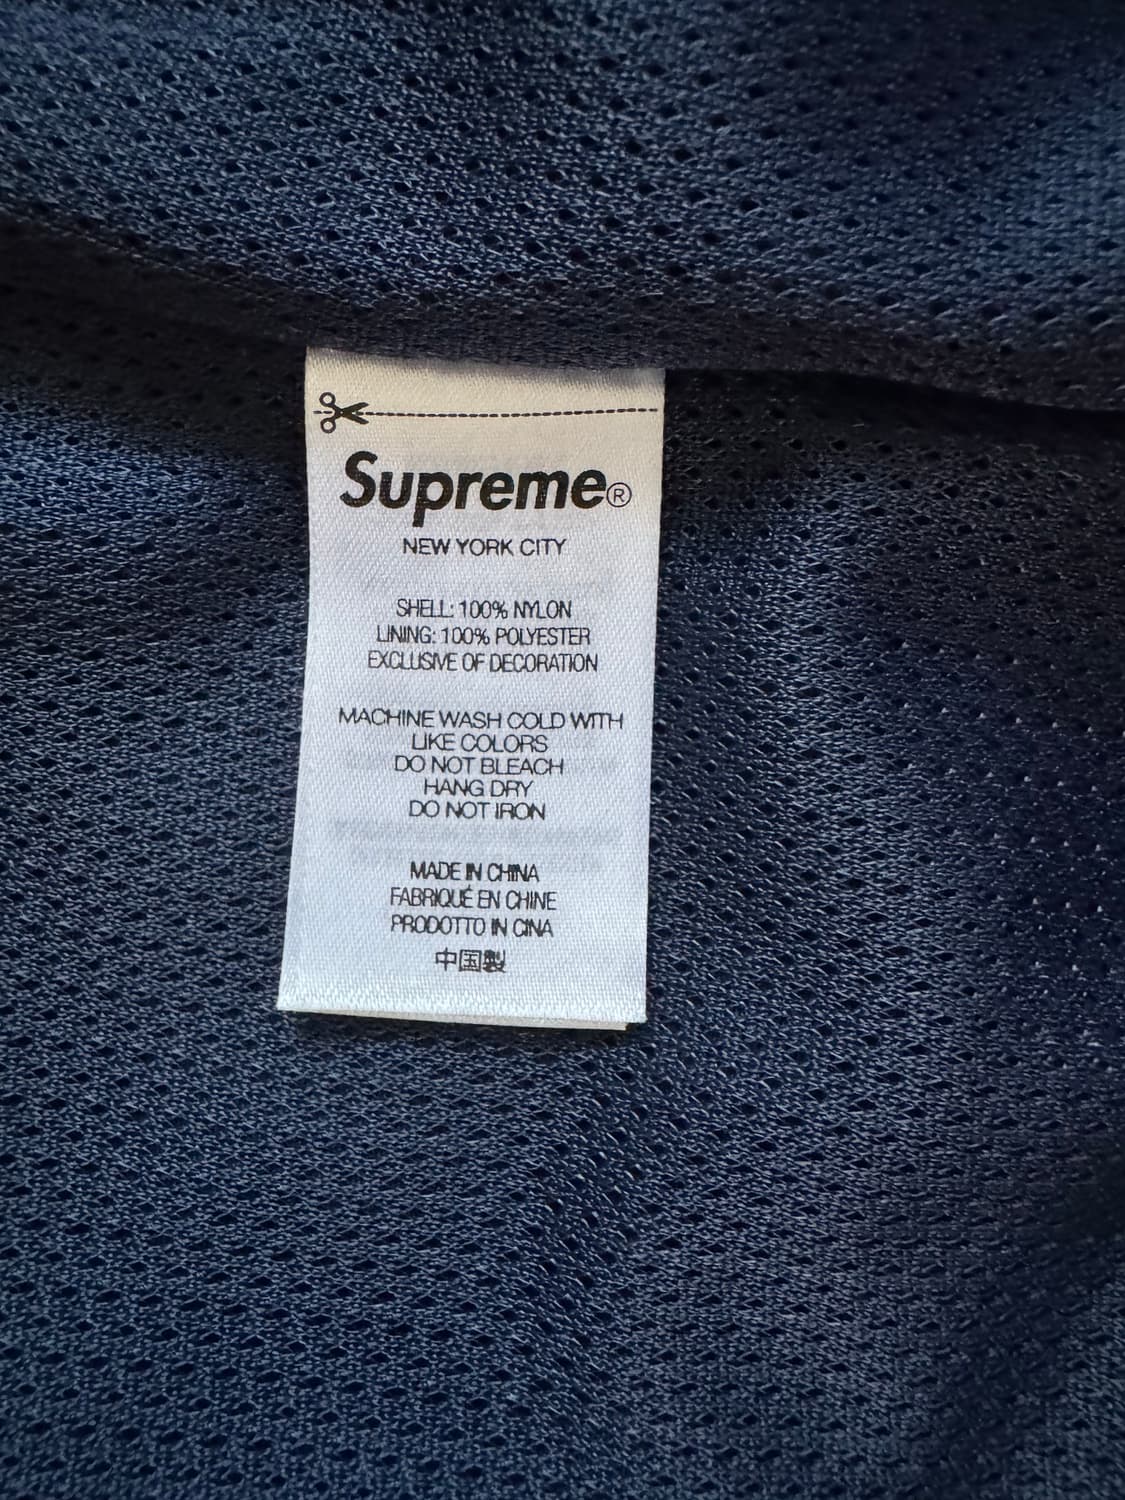 Supreme®
NEW YORK CITY
SHELL: 100% NYLON
LINING: 100% POLYESTER
EXCLUSIVE OF DECORATION
MACHINE WASH COLD WITH
LIKE COLORS
DO NOT BLEACH
HANG DRY
DO NOT IRON
MADE IN CHINA
FABRIQUÉ EN CHINE
PRODOTTO IN CINA
中国製